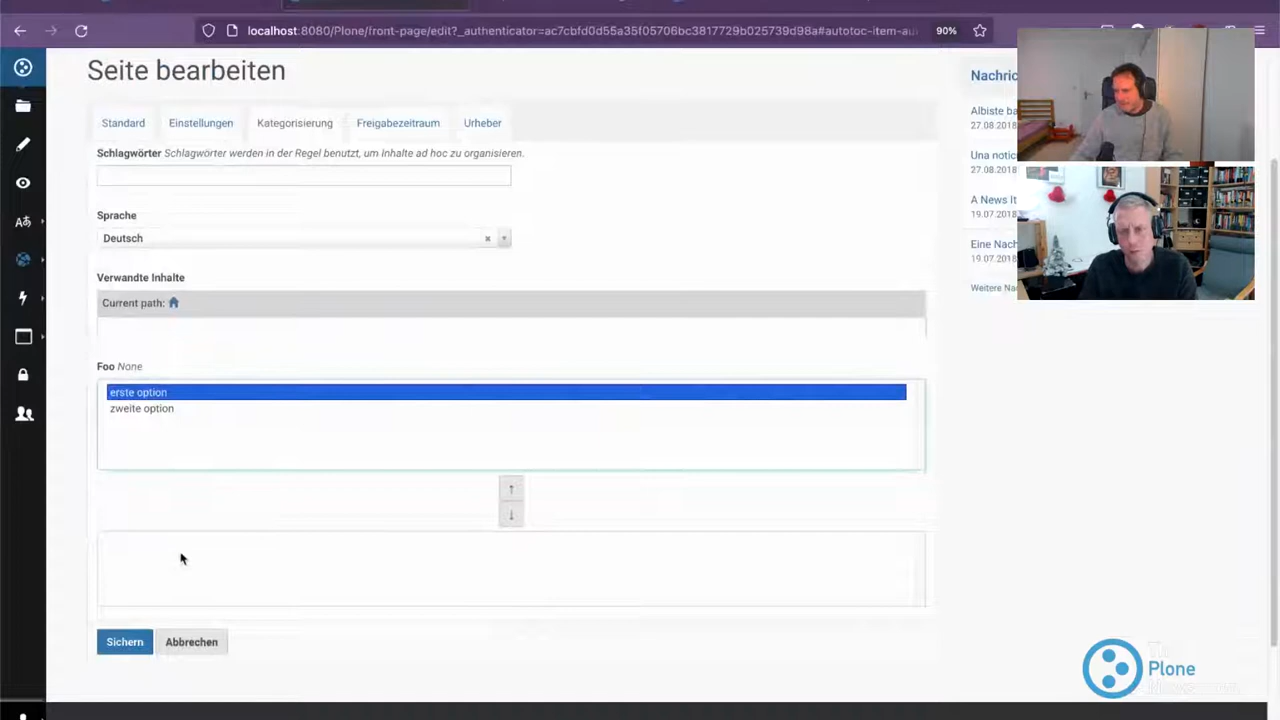 localhost:8080/Plone/front-page/edit?_authenticator=ac7cbfd0d55a35f05706bc3817729b025739d98a#autotoc-item-au
90%
Seite bearbeiten
Standard
Einstellungen
Kategorisierung
Freigabezeitraum
Urheber
Schlagwörter Schlagwörter werden in der Regel benutzt, um Inhalte ad hoc zu organisieren.
Sprache
Deutsch
Verwandte Inhalte
Current path:
Foo None
erste option
zweite option
↑
↓
Sichern
Abbrechen
Nachric
Albiste ba
27.08.2018
Una notic
27.08.2018
A News It
19.07.2018
Eine Nach
19.07.2018
Weitere Na
Plone